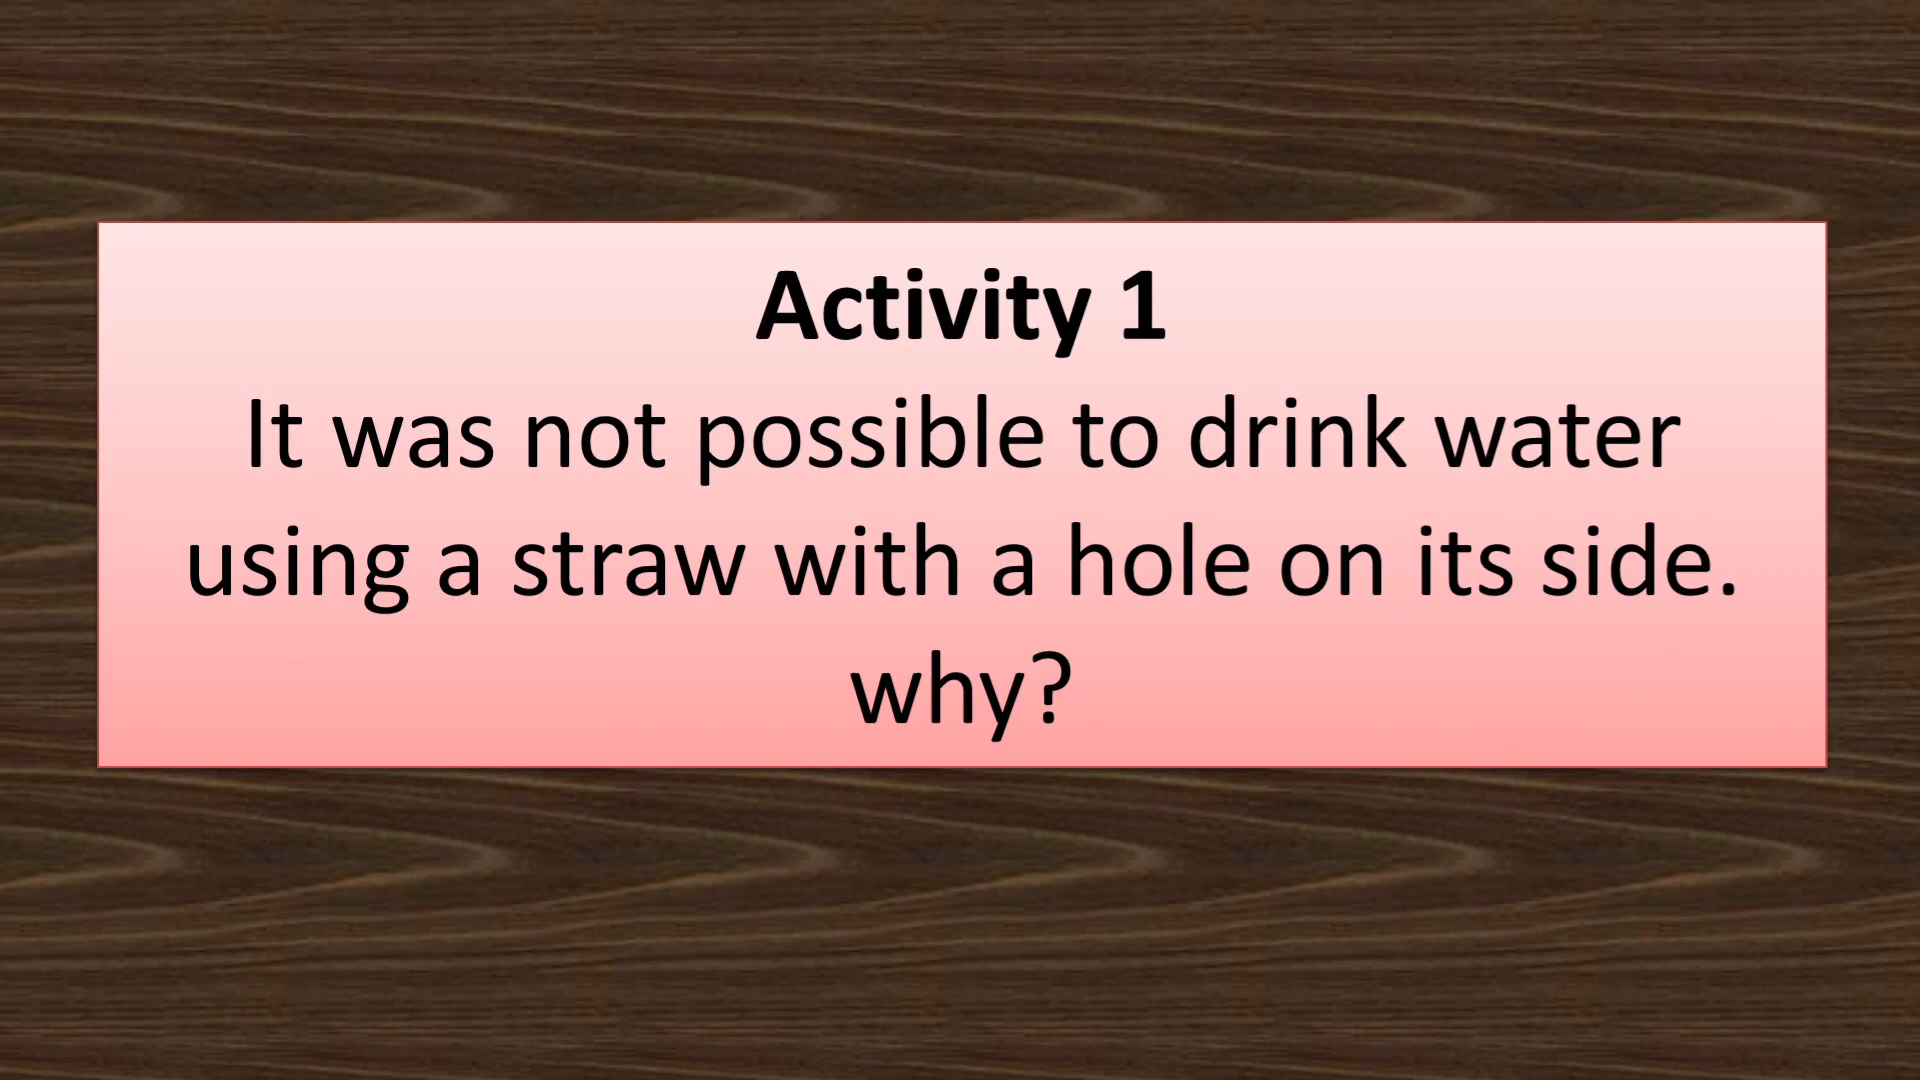 Activity 1
It was not possible to drink water
using a straw with a hole on its side.
why?